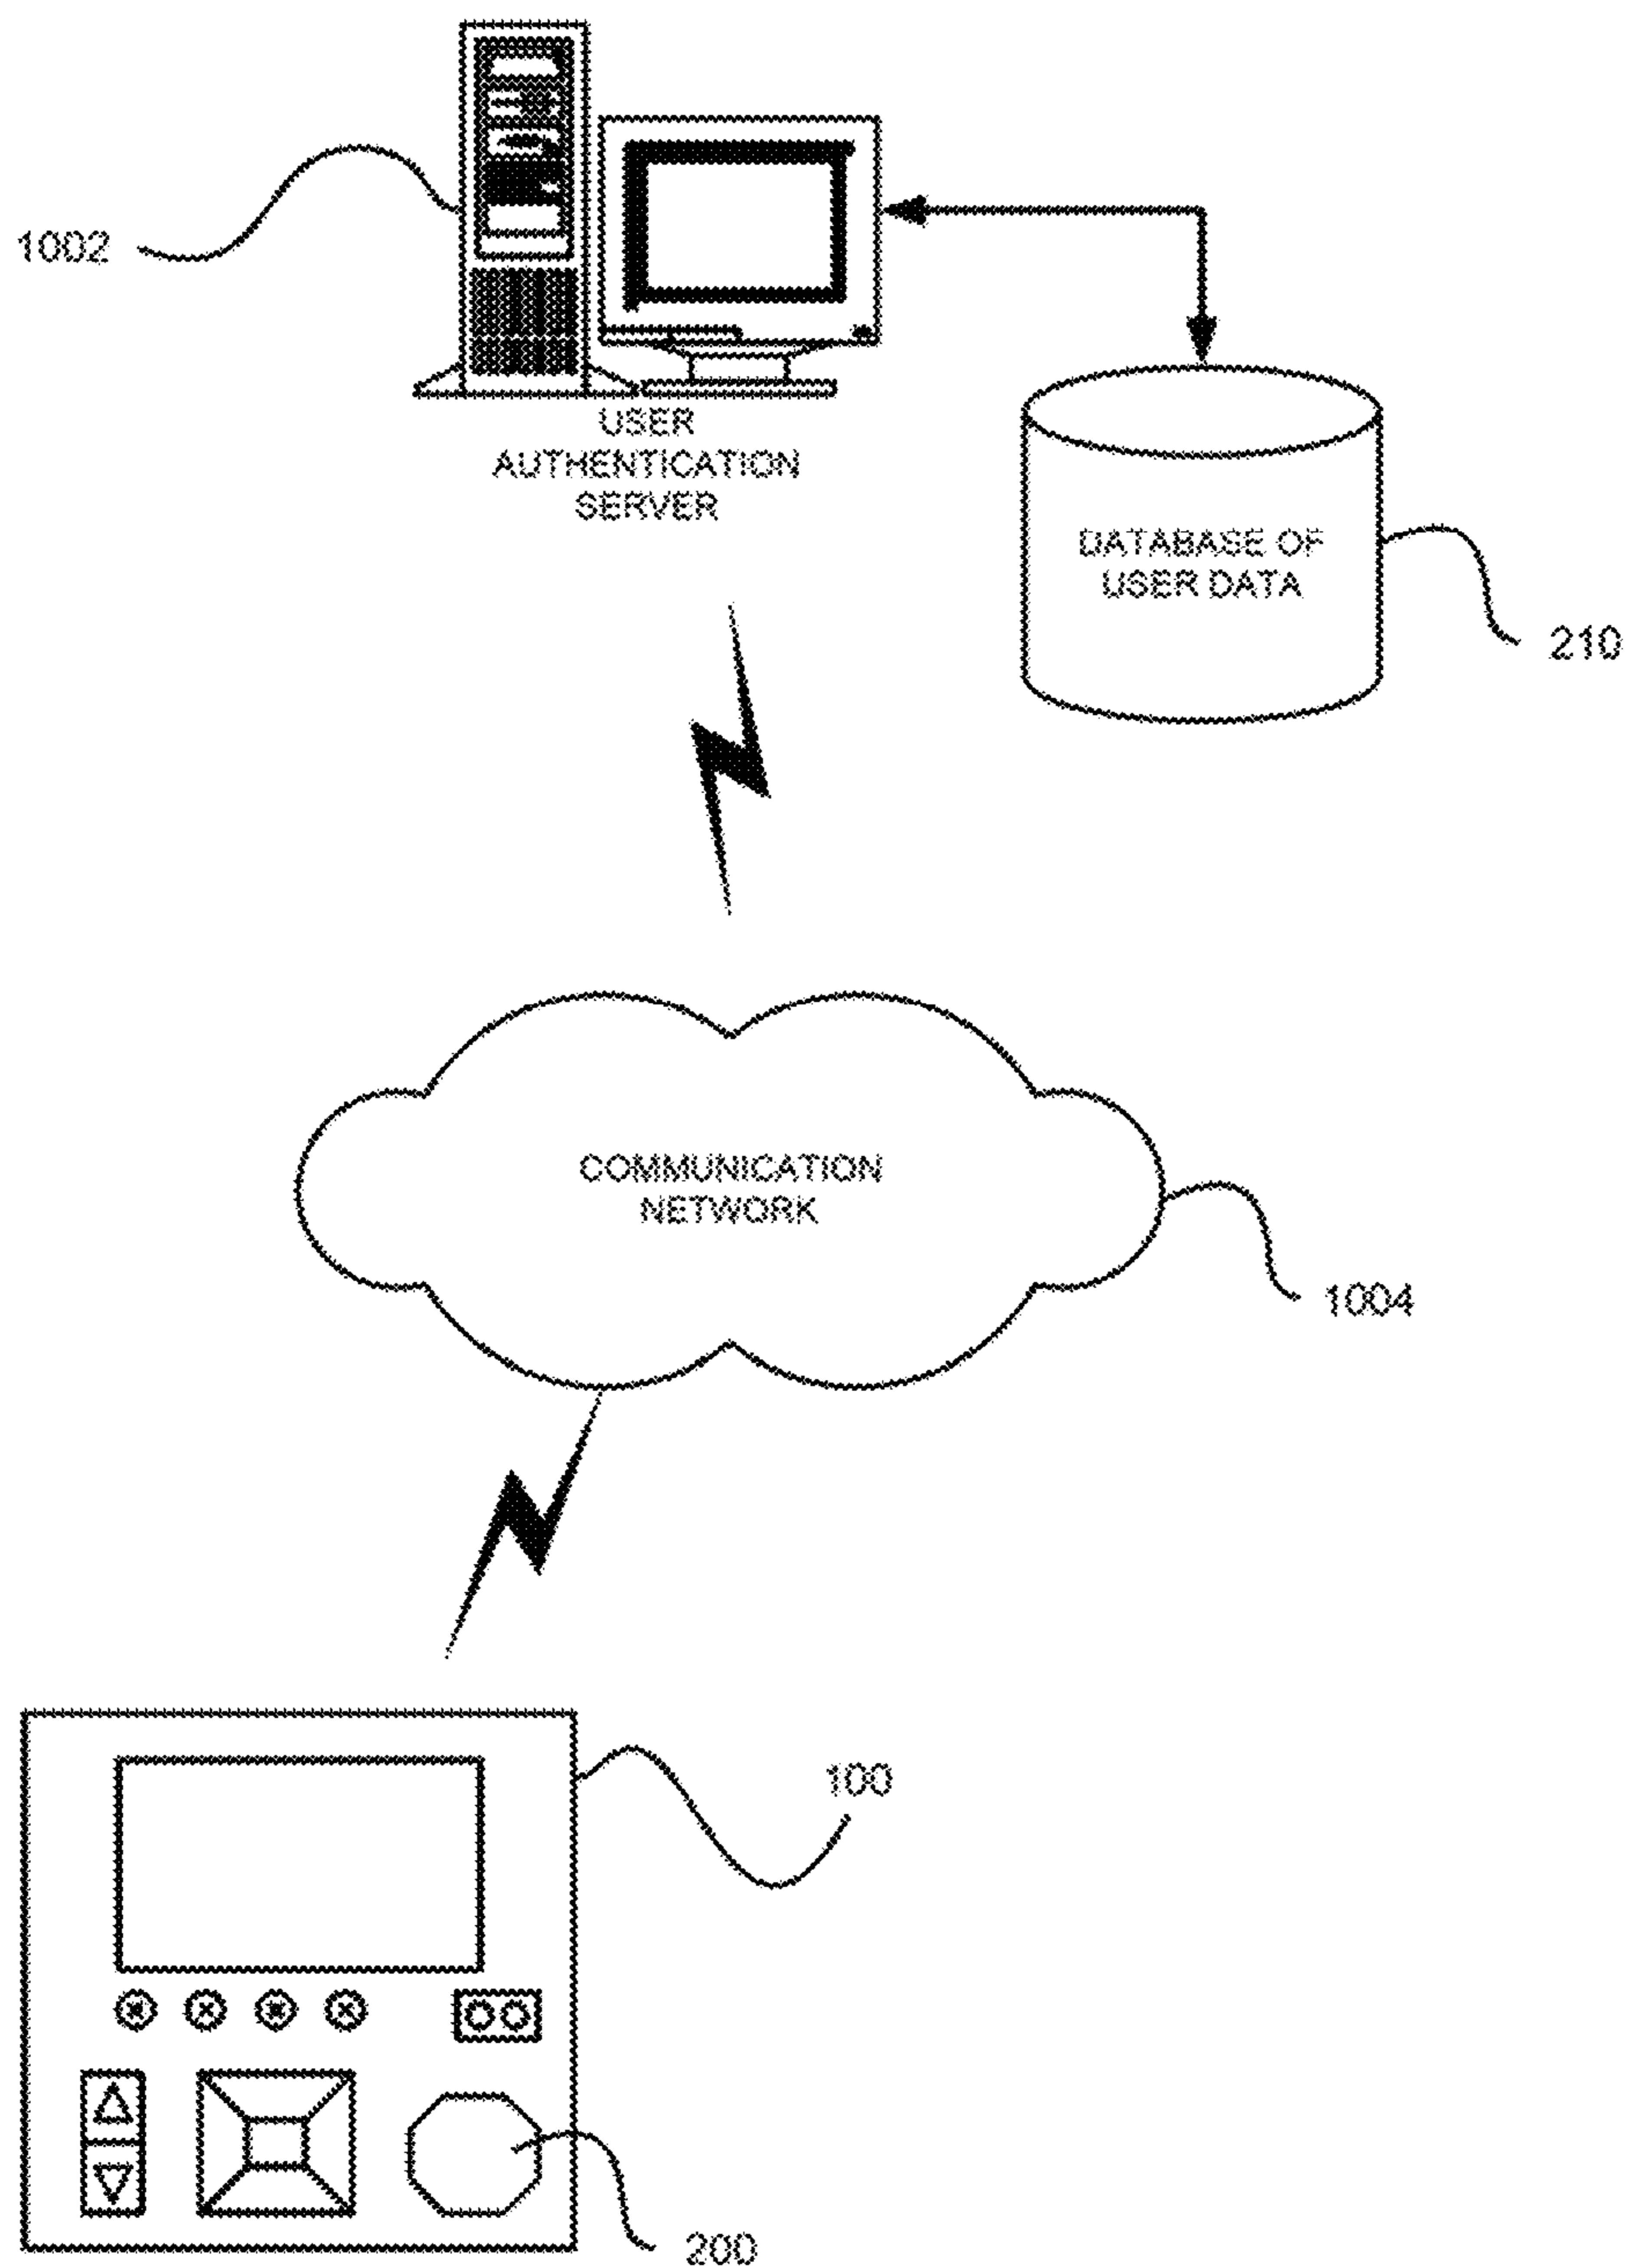 1002
USER
AUTHENTICATION
SERVER
DATABASE OF
USER DATA
210
COMMUNICATION
NETWORK
1004
100
200